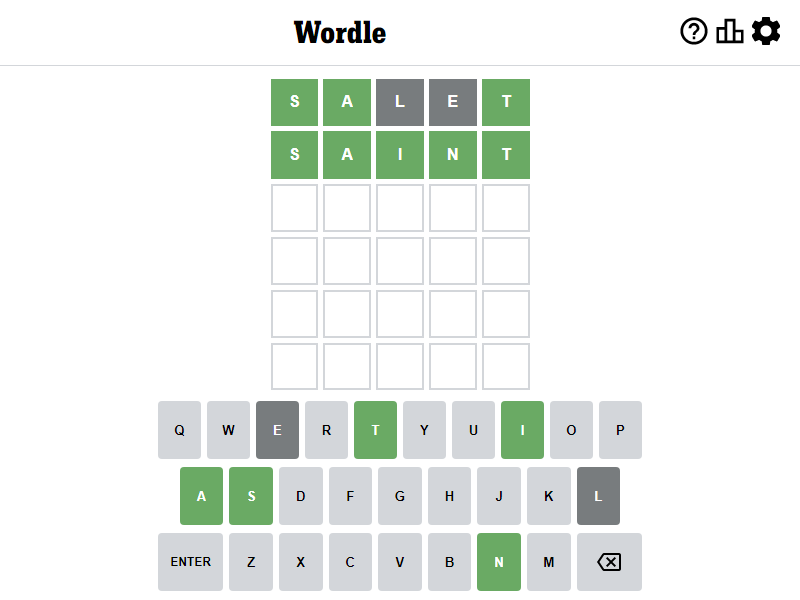 Wordle
S A L E T
S A I N T
Q W E R T Y U I O P
A S D F G H J K L
ENTER Z X C V B N M